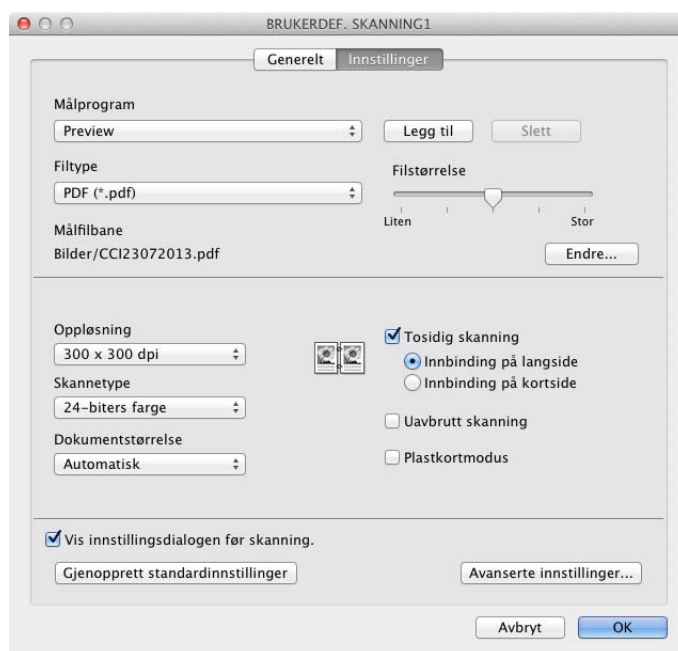 BRUKERDEF. SKANNING1
Generelt Innstillinger
Målprogram
Preview Legg til Slett
Filtype Filstørrelse
PDF (*.pdf)
Liten Stor
Målfilbane
Bilder/CCI23072013.pdf Endre...
Oppløsning Tosidig skanning
300 x 300 dpi Innbinding på langside
Skannetype Innbinding på kortside
24-biters farge Uavbrutt skanning
Dokumentstørrelse
Automatisk Plastkortmodus
Vis innstillingsdialogen før skanning.
Gjenopprett standardinnstillinger Avanserte innstillinger...
Avbryt OK